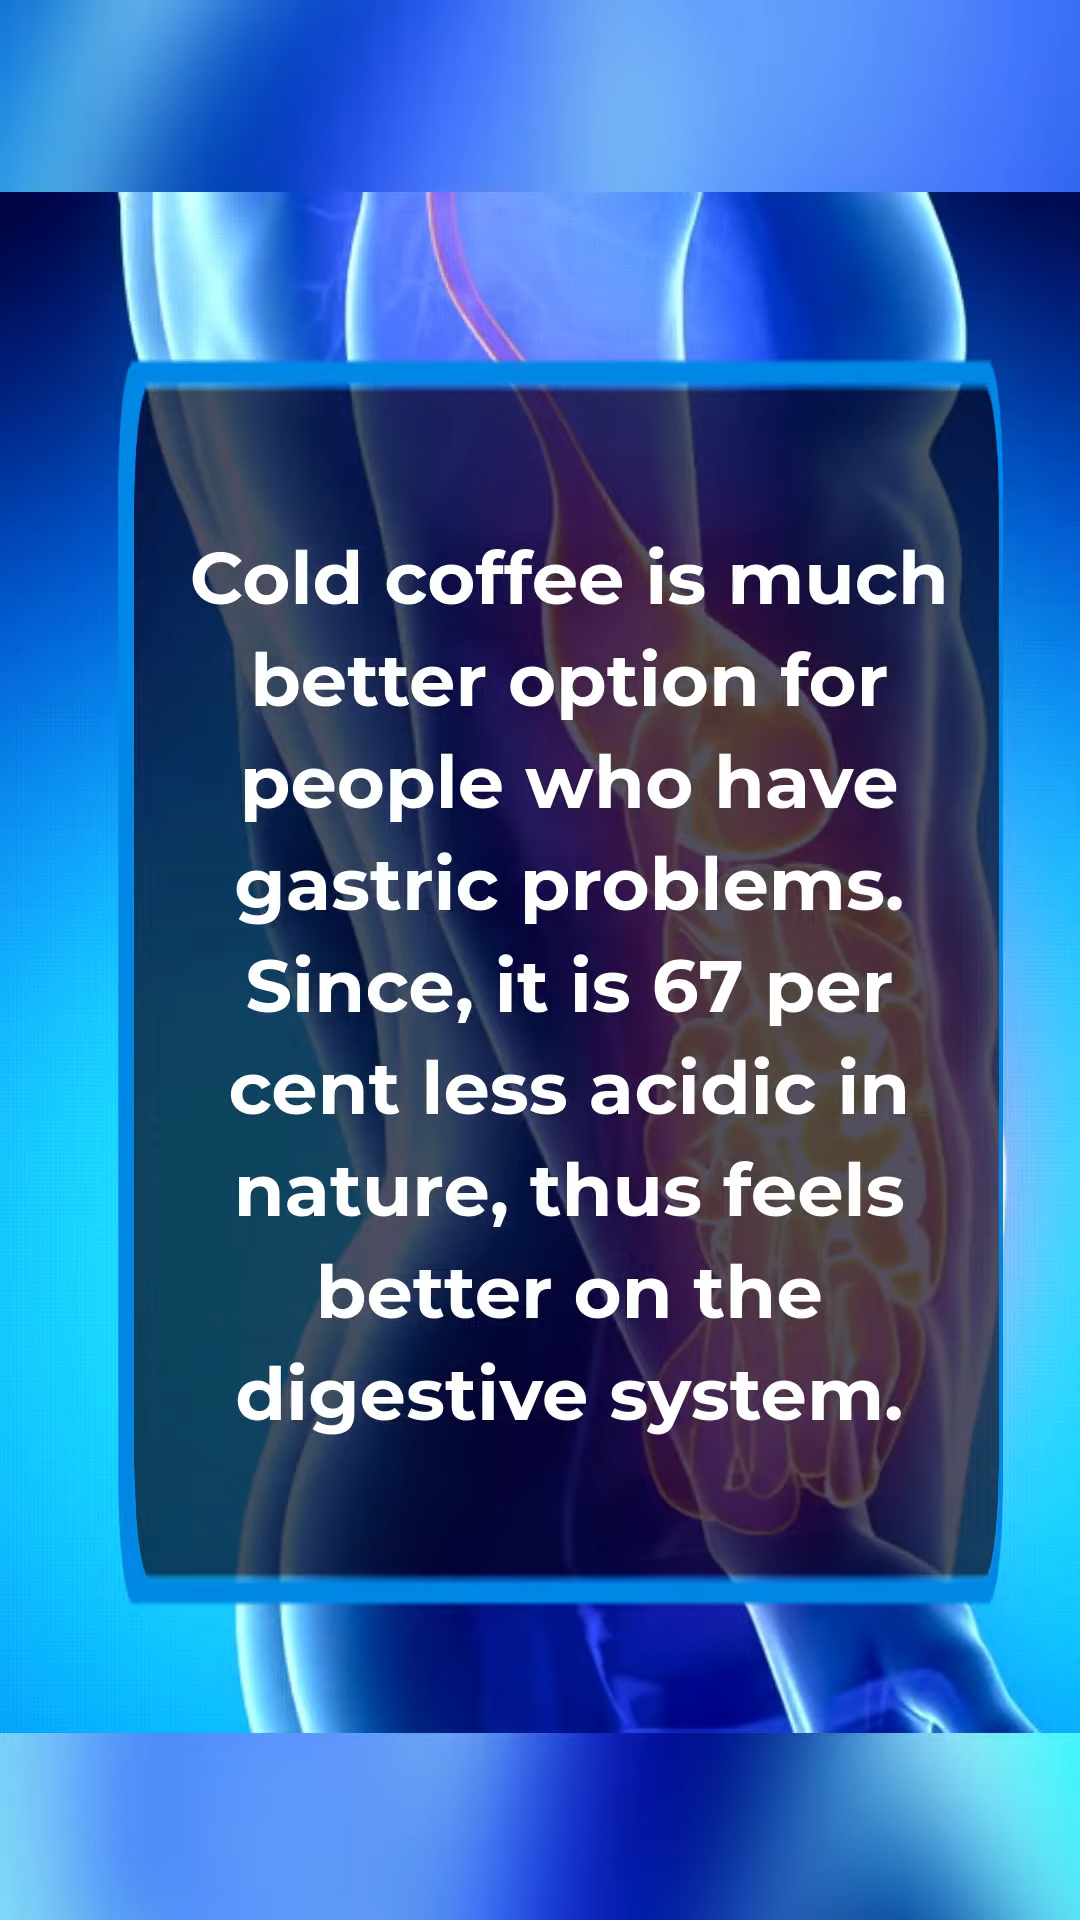 Cold coffee is much
better option for
people who have
gastric problems.
Since, it is 67 per
cent less acidic in
nature, thus feels
better on the
digestive system.